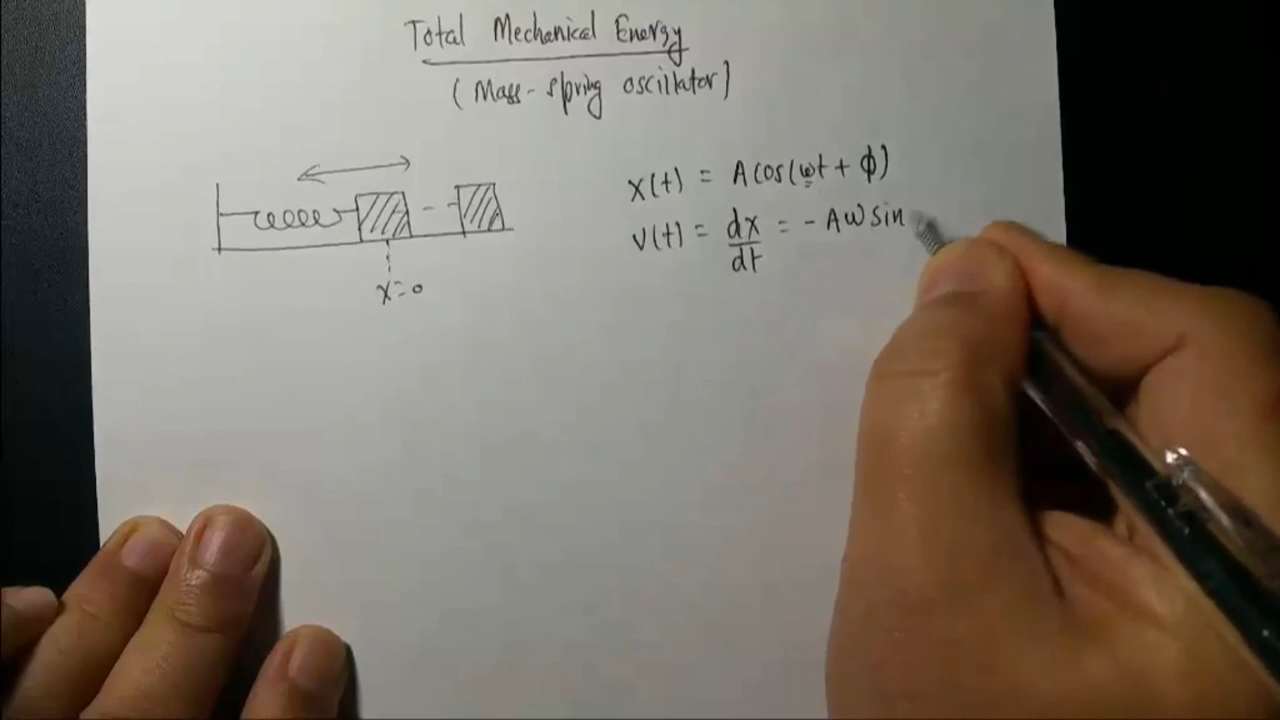 Total Mechanical Energy
(Mass-spring oscillator)
x(t) = A cos(ωt + ϕ)
v(t) = dx/dt = - Aω sin
x=0